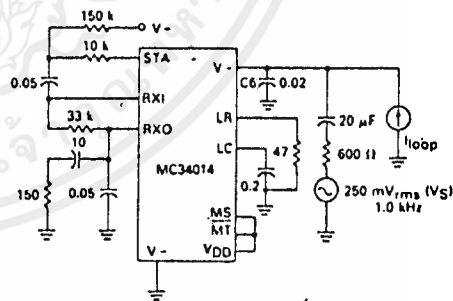 150 k
V-
10 k
STA
0.05
RXI
33 k
RXO
10
150
0.05
MC34014
V-
C6
0.02
LR
LC
47
0.2
20 μF
600 Ω
Iloop
250 mVrms (VS)
1.0 kHz
MS
MT
VDD
V-